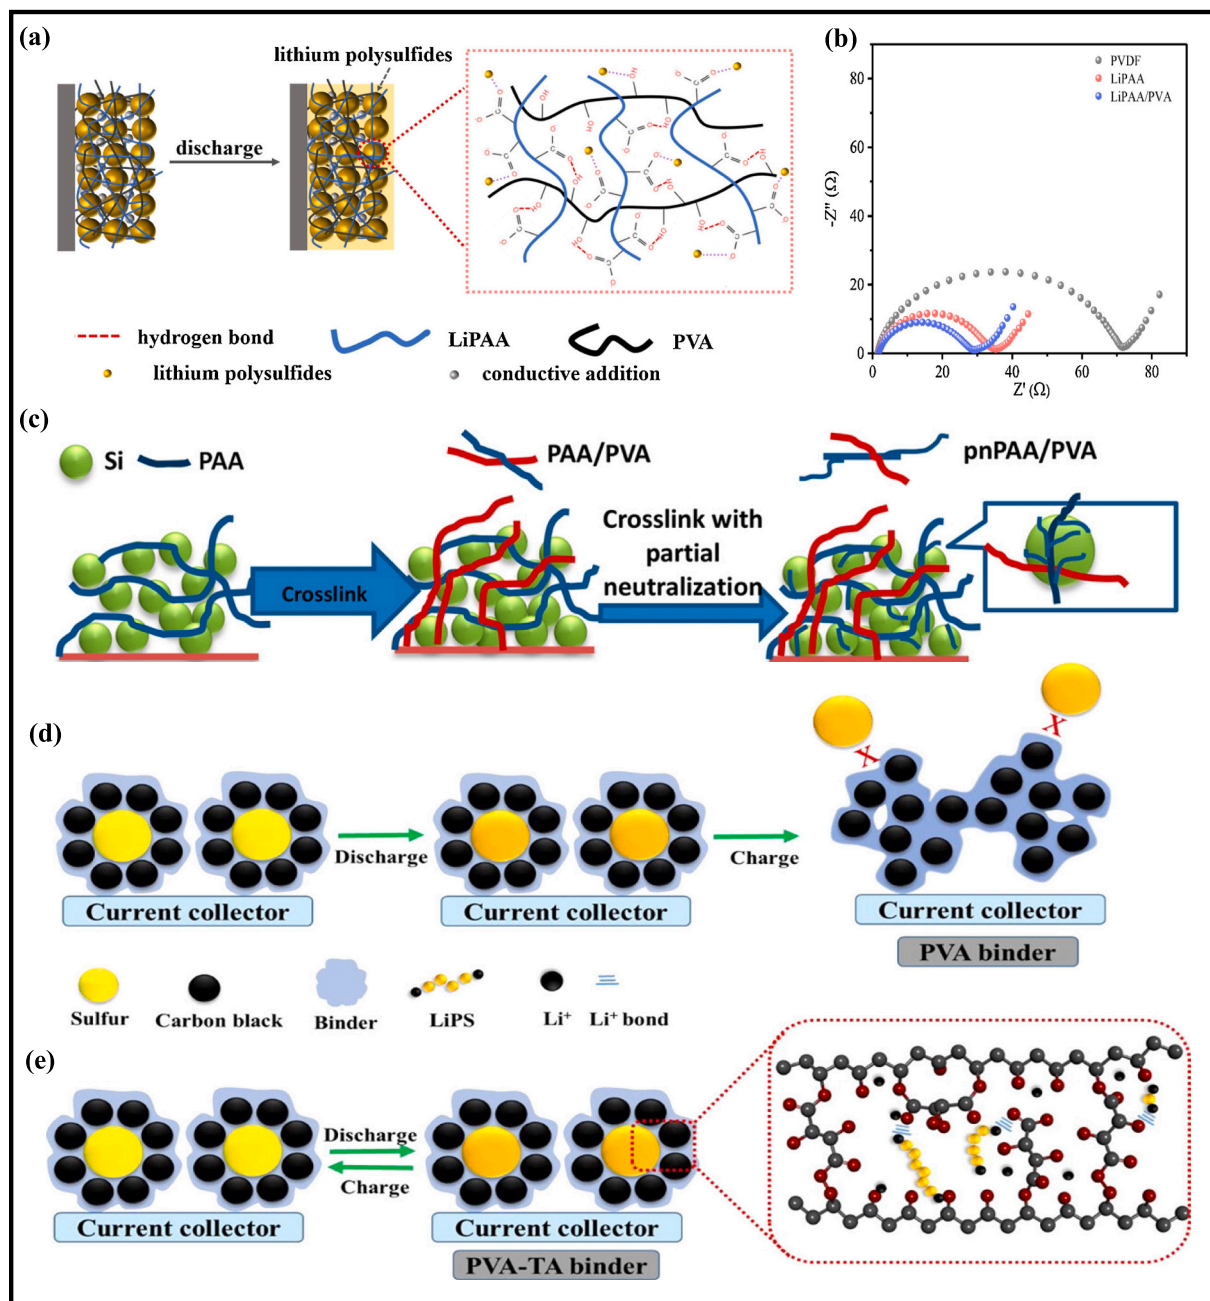 (a)
lithium polysulfides
discharge
hydrogen bond
LiPAA
PVA
lithium polysulfides
conductive addition
(b)
-Z'' (Ω)
80
60
40
20
0
0 20 40 60 80
Z' (Ω)
PVDF
LiPAA
LiPAA/PVA
(c)
Si PAA
PAA/PVA
pnPAA/PVA
Crosslink
Crosslink with
partial
neutralization
(d)
X
X
Discharge
Charge
Current collector
Current collector
Current collector
PVA binder
Sulfur
Carbon black
Binder
LiPS
Li⁺
Li⁺ bond
(e)
Discharge
Charge
Current collector
Current collector
PVA-TA binder